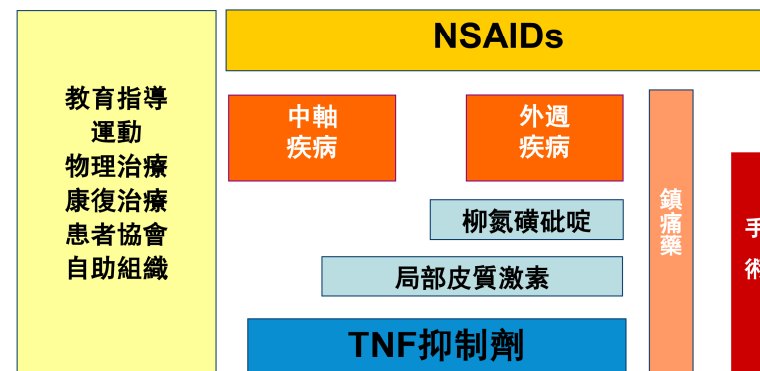 教育指導
運動
物理治療
康復治療
患者協會
自助組織
NSAIDs
中軸
疾病
外週
疾病
柳氮磺砒啶
局部皮質激素
TNF抑制劑
鎮痛藥
手術